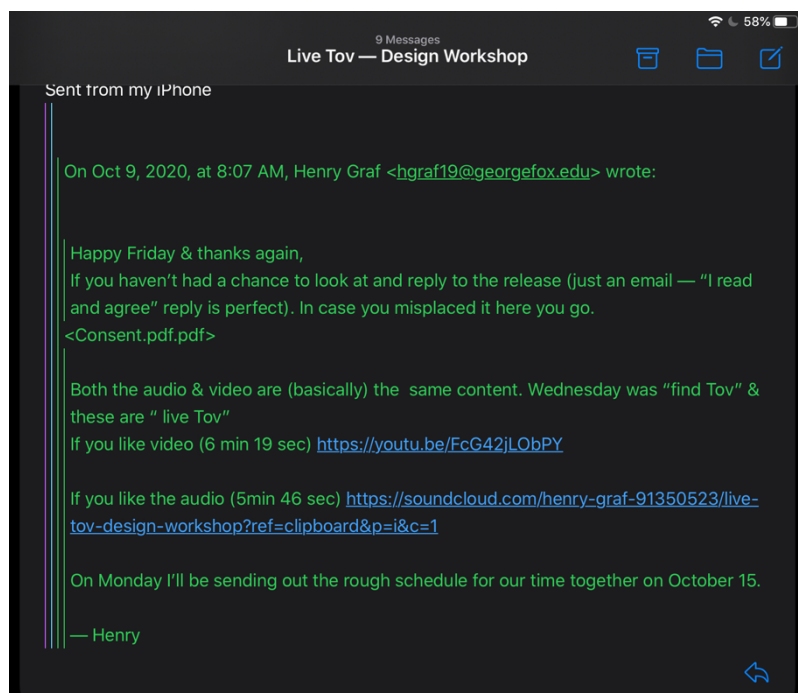 58%
9 Messages
Live Tov — Design Workshop
Sent from my iPhone
On Oct 9, 2020, at 8:07 AM, Henry Graf <hgraf19@georgefox.edu> wrote:
Happy Friday & thanks again,
If you haven’t had a chance to look at and reply to the release (just an email — “I read
and agree” reply is perfect). In case you misplaced it here you go.
<Consent.pdf.pdf>
Both the audio & video are (basically) the  same content. Wednesday was “find Tov” &
these are “ live Tov”
If you like video (6 min 19 sec) https://youtu.be/FcG42jLObPY
If you like the audio (5min 46 sec) https://soundcloud.com/henry-graf-91350523/live-
tov-design-workshop?ref=clipboard&p=i&c=1
On Monday I’ll be sending out the rough schedule for our time together on October 15.
— Henry